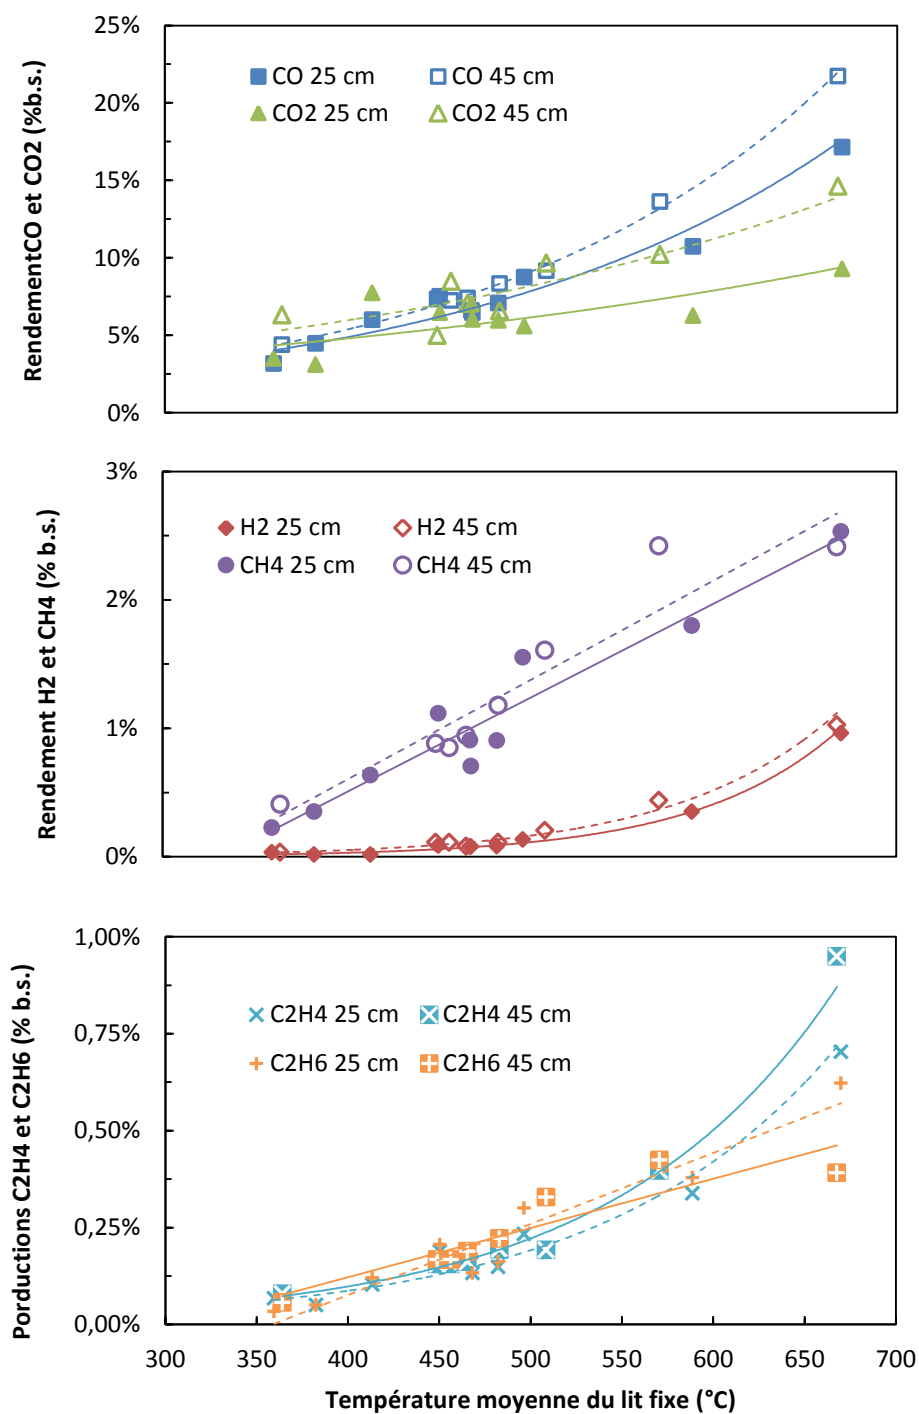 25%
20%
15%
10%
5%
0%
RendementCO et CO2 (%b.s.)
CO 25 cm
CO 45 cm
CO2 25 cm
CO2 45 cm
3%
2%
1%
0%
Rendement H2 et CH4 (% b.s.)
H2 25 cm
H2 45 cm
CH4 25 cm
CH4 45 cm
1,00%
0,75%
0,50%
0,25%
0,00%
Porductions C2H4 et C2H6 (% b.s.)
C2H4 25 cm
C2H4 45 cm
C2H6 25 cm
C2H6 45 cm
300 350 400 450 500 550 600 650 700
Température moyenne du lit fixe (°C)